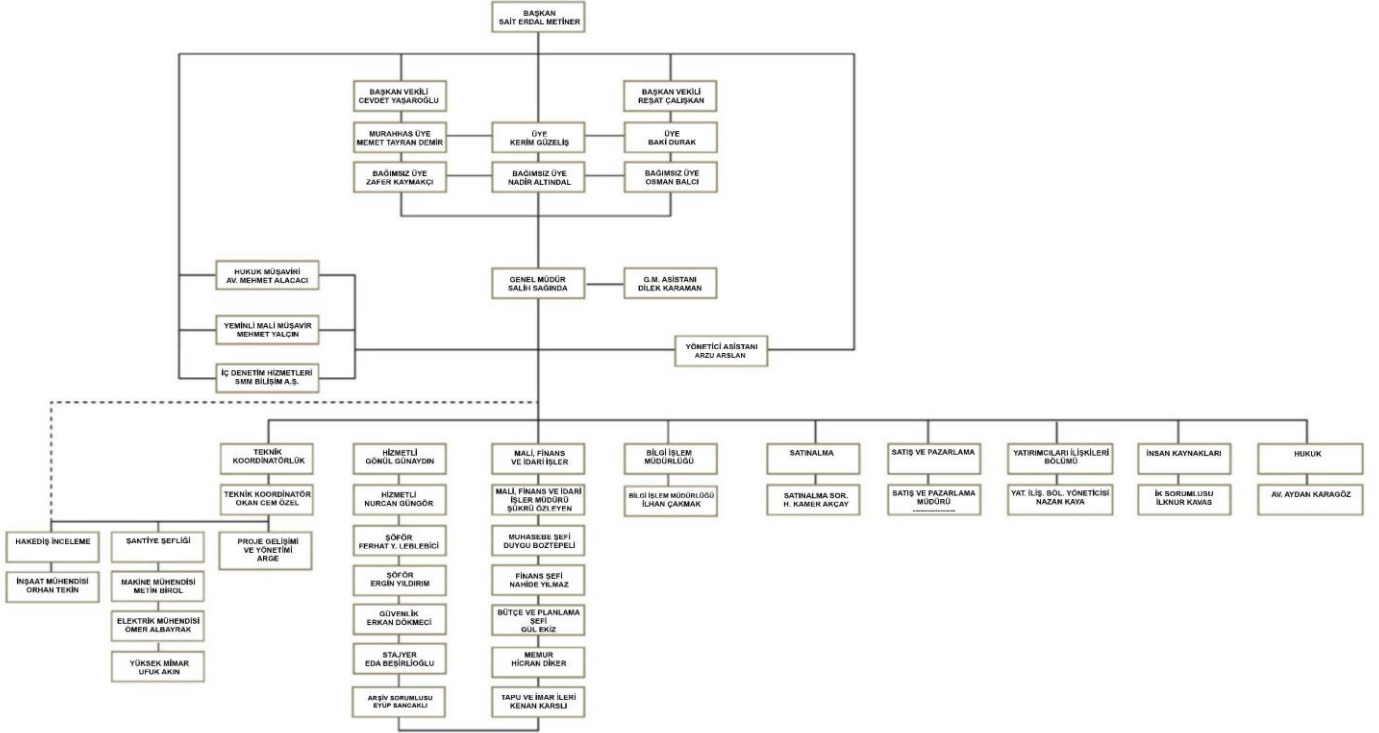 BAŞKAN
SAİT ERDAL METİNER
BAŞKAN VEKİLİ
CEVDET YAŞAROĞLU
BAŞKAN VEKİLİ
REŞAT ÇALIŞKAN
MURAHHAS ÜYE
MEMET TAYRAN DEMİR
ÜYE
KERİM GÜZELİŞ
ÜYE
BAKİ DURAK
BAĞIMSIZ ÜYE
ZAFER KAYMAKÇI
BAĞIMSIZ ÜYE
NADİR ALTINDAL
BAĞIMSIZ ÜYE
OSMAN BALCI
HUKUK MÜŞAVİRİ
AV. MEHMET ALACACI
GENEL MÜDÜR
SALİH SAĞINDA
G.M. ASİSTANI
DİLEK KARAMAN
YEMİNLİ MALİ MÜŞAVİR
MEHMET YALÇIN
YÖNETİCİ ASİSTANI
ARZU ARSLAN
İÇ DENETİM HİZMETLERİ
SMM BİLİŞİM A.Ş.
TEKNİK
KOORDİNATÖRLÜK
HİZMETLİ
GÖNÜL GÜNAYDIN
MALİ, FİNANS
VE İDARİ İŞLER
BİLGİ İŞLEM
MÜDÜRLÜĞÜ
SATINALMA
SATIŞ VE PAZARLAMA
YATIRIMCILARI İLİŞKİLERİ
BÖLÜMÜ
İNSAN KAYNAKLARI
HUKUK
TEKNİK KOORDİNATÖR
OKAN CEM ÖZEL
HİZMETLİ
NURCAN GÜNGÖR
MALİ, FİNANS VE İDARİ
İŞLER MÜDÜRÜ
ŞÜKRÜ ÖZLEYEN
BİLGİ İŞLEM MÜDÜRLÜĞÜ
İLHAN ÇAKMAK
SATINALMA SOR.
H. KAMER AKÇAY
SATIŞ VE PAZARLAMA
MÜDÜRÜ
---------------
YAT. İLİŞ. BÖL. YÖNETİCİSİ
NAZAN KAYA
İK SORUMLUSU
İLKNUR KAVAS
AV. AYDAN KARAGÖZ
HAKEDİŞ İNCELEME
ŞANTİYE ŞEFLİĞİ
PROJE GELİŞİMİ
VE YÖNETİMİ
ARGE
ŞÖFÖR
FERHAT Y. LEBLEBİCİ
MUHASEBE ŞEFİ
DUYGU BOZTEPELİ
İNŞAAT MÜHENDİSİ
ORHAN TEKİN
MAKİNE MÜHENDİSİ
METİN BİROL
ŞÖFÖR
ERGİN YILDIRIM
FİNANS ŞEFİ
NAHİDE YILMAZ
ELEKTRİK MÜHENDİSİ
ÖMER ALBAYRAK
GÜVENLİK
ERKAN DÖKMECİ
BÜTÇE VE PLANLAMA
ŞEFİ
GÜL EKİZ
YÜKSEK MİMAR
UFUK AKIN
STAJYER
EDA BEŞİRLİOĞLU
MEMUR
HİCRAN DİKER
ARŞİV SORUMLUSU
EYÜP SANCAKLI
TAPU VE İMAR İLERİ
KENAN KARSLI